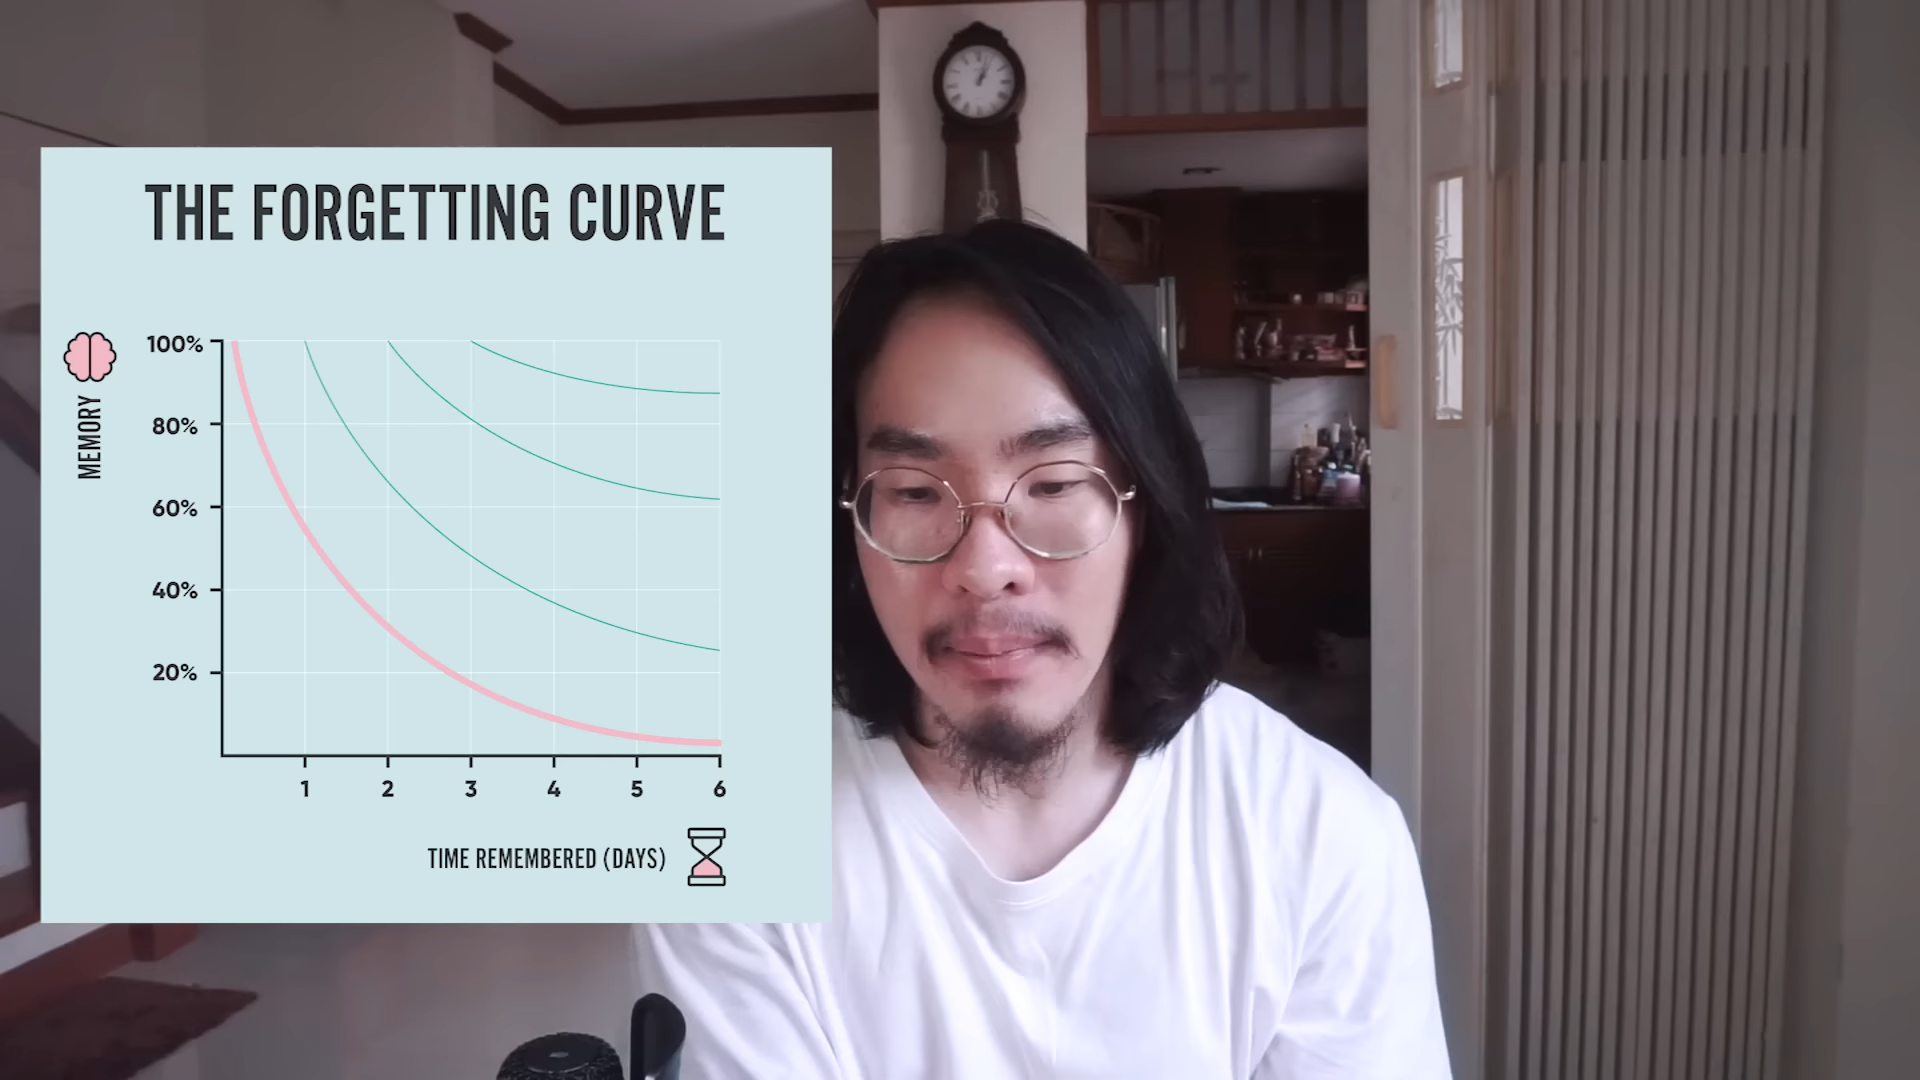 THE FORGETTING CURVE
MEMORY
100%
80%
60%
40%
20%
1 2 3 4 5 6
TIME REMEMBERED (DAYS)